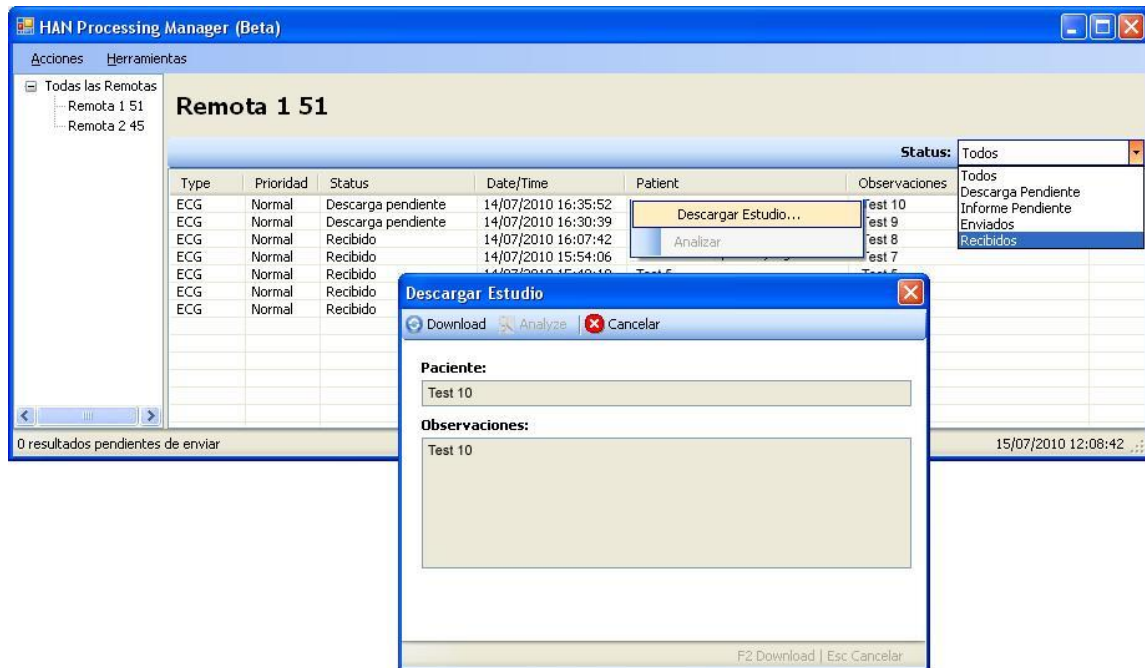 HAN Processing Manager (Beta)
Acciones Herramientas
Todas las Remotas
Remota 1 51
Remota 2 45
Remota 1 51
Status: Todos
Todos
Descarga Pendiente
Informe Pendiente
Enviados
Recibidos
Type Prioridad Status Date/Time Patient Observaciones
ECG Normal Descarga pendiente 14/07/2010 16:35:52 Test 10
ECG Normal Descarga pendiente 14/07/2010 16:30:39 Test 9
ECG Normal Recibido 14/07/2010 16:07:42 Test 8
ECG Normal Recibido 14/07/2010 15:54:06 Test 7
ECG Normal Recibido
ECG Normal Recibido
ECG Normal Recibido
Descargar Estudio...
Analizar
Descargar Estudio
Download Analyze Cancelar
Paciente:
Test 10
Observaciones:
Test 10
F2 Download | Esc Cancelar
0 resultados pendientes de enviar
15/07/2010 12:08:42